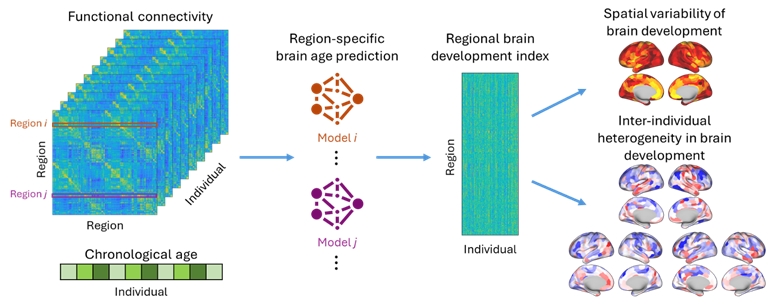 Functional connectivity
Region i
Region
Region j
Region
Individual
Chronological age
Individual
Region-specific
brain age prediction
Model i
Model j
Regional brain
development index
Region
Individual
Spatial variability of
brain development
Inter-individual
heterogeneity in brain
development